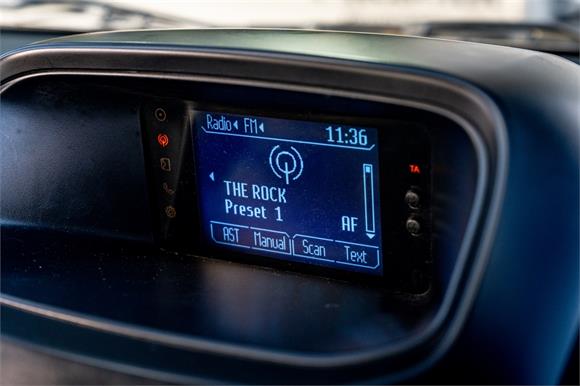 Radio FM 11:36
TA
THE ROCK
Preset 1
AF
AST Manual Scan Text